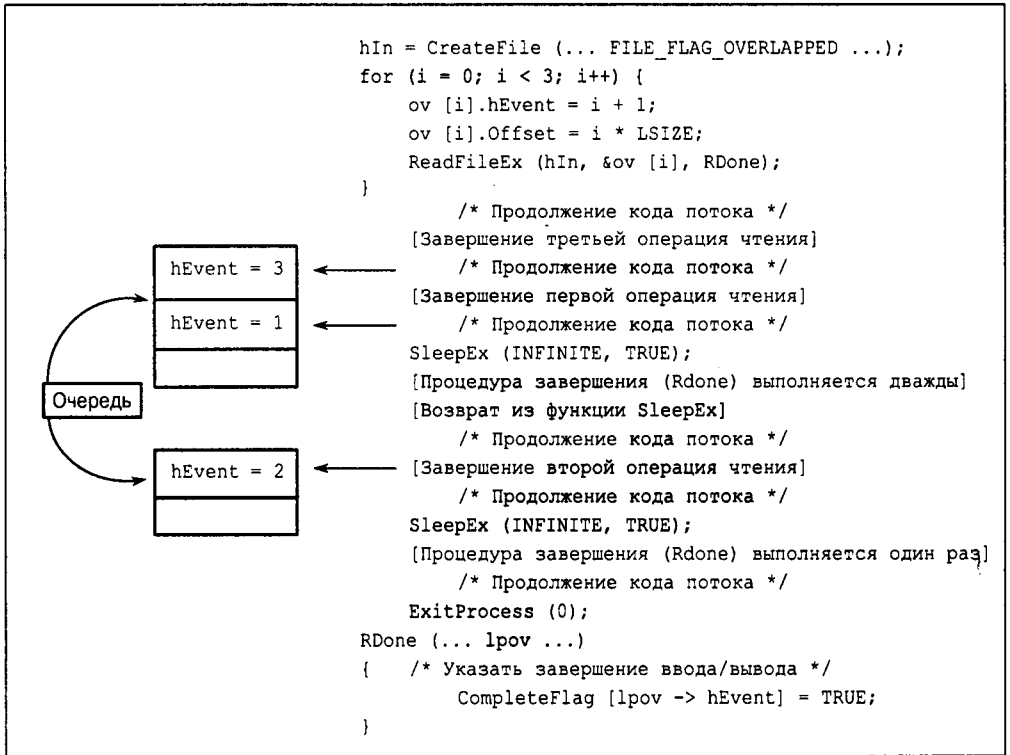 hIn = CreateFile (... FILE_FLAG_OVERLAPPED ...);
for (i = 0; i < 3; i++) {
ov [i].hEvent = i + 1;
ov [i].Offset = i * LSIZE;
ReadFileEx (hIn, &ov [i], RDone);
}
/* Продолжение кода потока */
[Завершение третьей операция чтения]
hEvent = 3
/* Продолжение кода потока */
[Завершение первой операция чтения]
hEvent = 1
/* Продолжение кода потока */
SleepEx (INFINITE, TRUE);
[Процедура завершения (Rdone) выполняется дважды]
Очередь
[Возврат из функции SleepEx]
/* Продолжение кода потока */
hEvent = 2
[Завершение второй операция чтения]
/* Продолжение кода потока */
SleepEx (INFINITE, TRUE);
[Процедура завершения (Rdone) выполняется один раз]
/* Продолжение кода потока */
ExitProcess (0);
RDone (... lpov ...)
{ /* Указать завершение ввода/вывода */
CompleteFlag [lpov -> hEvent] = TRUE;
}